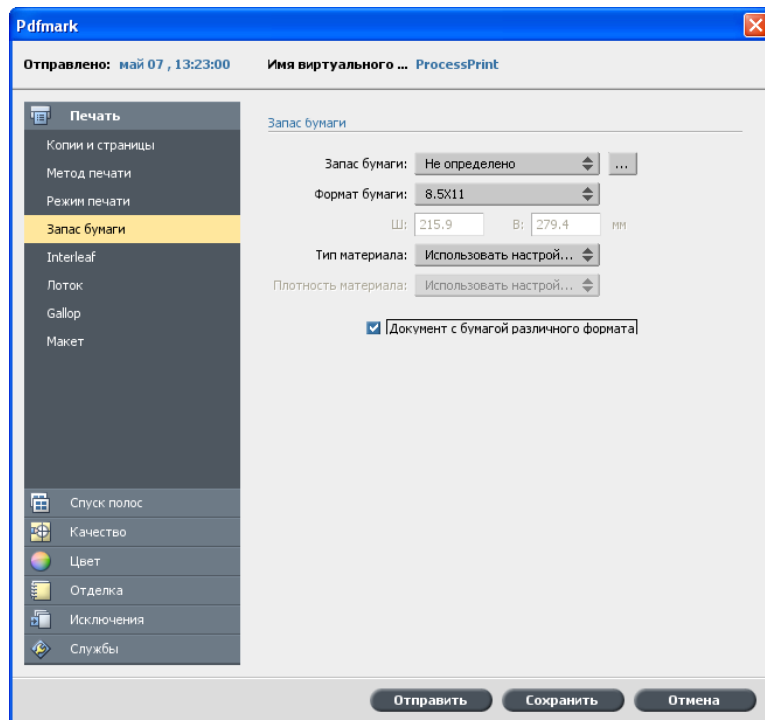 Pdfmark
Отправлено: май 07 , 13:23:00 Имя виртуального ... ProcessPrint
Печать
Копии и страницы
Метод печати
Режим печати
Запас бумаги
Interleaf
Лоток
Gallop
Макет
Спуск полос
Качество
Цвет
Отделка
Исключения
Службы
Запас бумаги
Запас бумаги: Не определено ...
Формат бумаги: 8.5X11
Ш: 215.9 В: 279.4 мм
Тип материала: Использовать настрой...
Плотность материала: Использовать настрой...
Документ с бумагой различного формата
Отправить Сохранить Отмена